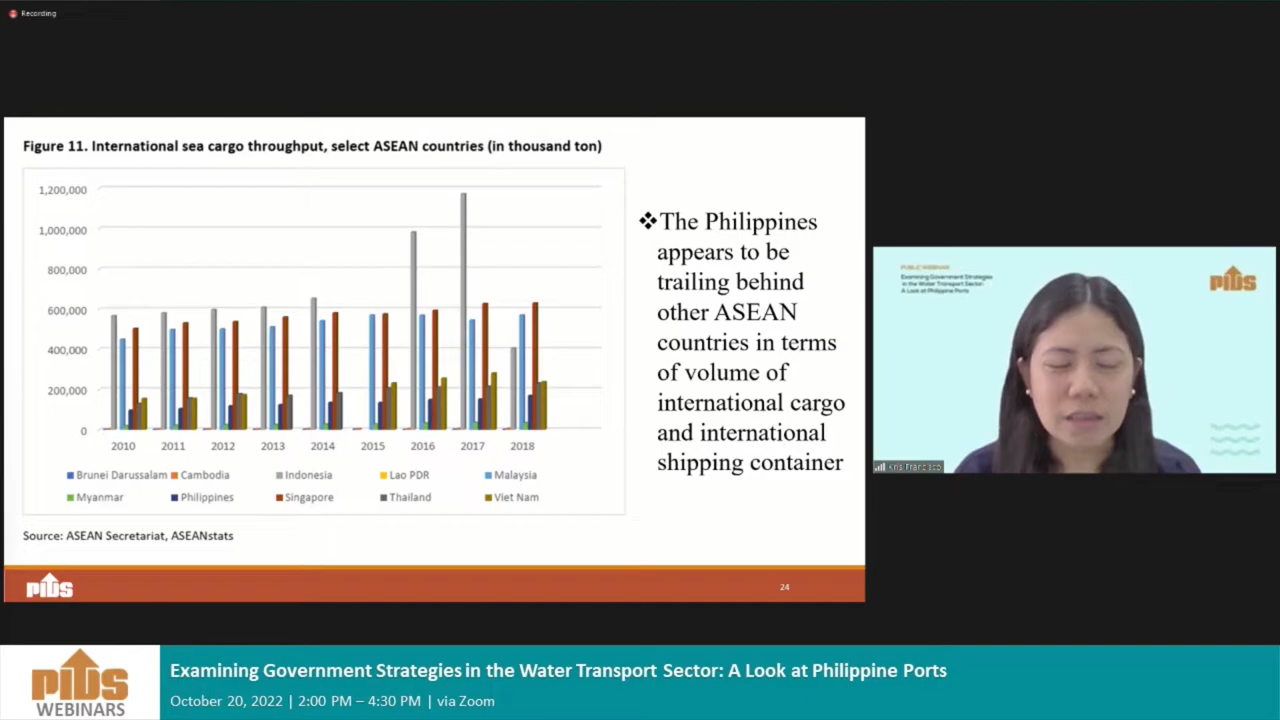 Recording
Figure 11. International sea cargo throughput, select ASEAN countries (in thousand ton)
1,200,000
1,000,000
800,000
600,000
400,000
200,000
0
2010 2011 2012 2013 2014 2015 2016 2017 2018
Brunei Darussalam Cambodia Indonesia Lao PDR Malaysia
Myanmar Philippines Singapore Thailand Viet Nam
Source: ASEAN Secretariat, ASEANstats
❖The Philippines
appears to be
trailing behind
other ASEAN
countries in terms
of volume of
international cargo
and international
shipping container
PIDS
24
PUBLIC WEBINAR
Examining Government Strategies
in the Water Transport Sector:
A Look at Philippine Ports
PIDS
Kris Francisco
PIDS
WEBINARS
Examining Government Strategies in the Water Transport Sector: A Look at Philippine Ports
October 20, 2022 | 2:00 PM – 4:30 PM | via Zoom